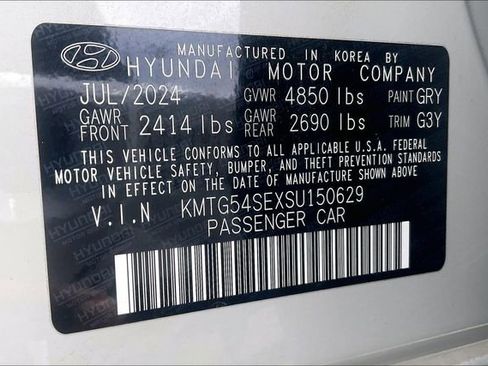 MANUFACTURED IN KOREA BY
HYUNDAI MOTOR COMPANY
JUL/2024 GVWR 4850 lbs PAINT GRY
GAWR FRONT 2414 lbs GAWR REAR 2690 lbs TRIM G3Y
THIS VEHICLE CONFORMS TO ALL APPLICABLE U.S.A. FEDERAL
MOTOR VEHICLE SAFETY, BUMPER, AND THEFT PREVENTION STANDARDS
IN EFFECT ON THE DATE OF MANUFACTURE SHOWN ABOVE.
V.I.N KMTG54SEXSU150629
PASSENGER CAR